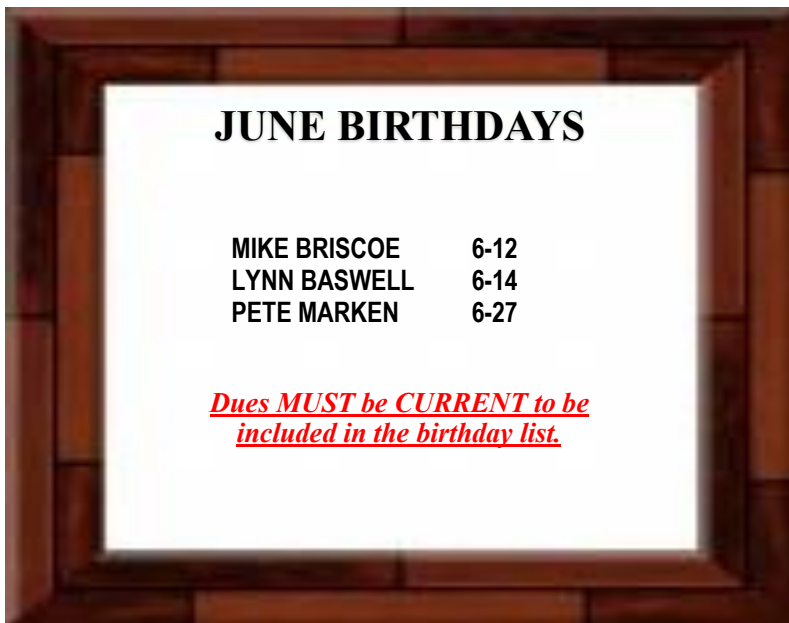 JUNE BIRTHDAYS
MIKE BRISCOE 6-12
LYNN BASWELL 6-14
PETE MARKEN 6-27
Dues MUST be CURRENT to be
included in the birthday list.